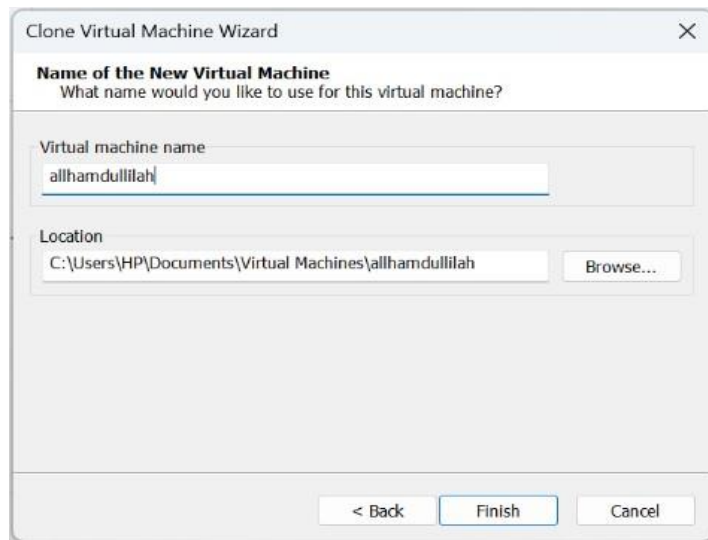 Clone Virtual Machine Wizard
Name of the New Virtual Machine
What name would you like to use for this virtual machine?
Virtual machine name
allhamdullilah
Location
C:\Users\HP\Documents\Virtual Machines\allhamdullilah
Browse...
< Back
Finish
Cancel